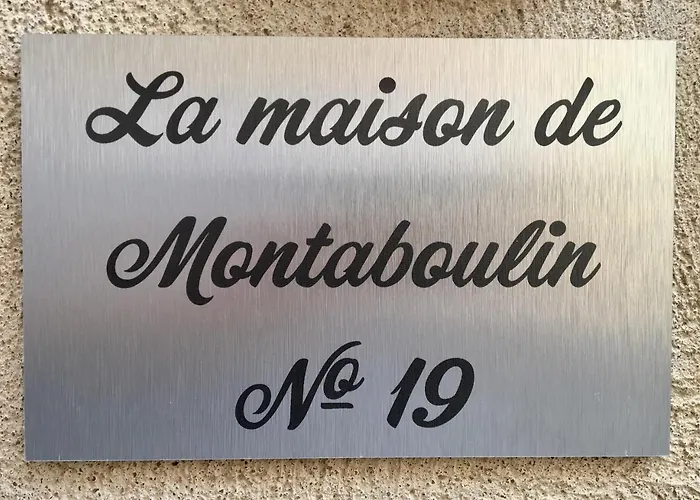 La maison de
Montaboulin
Nº 19